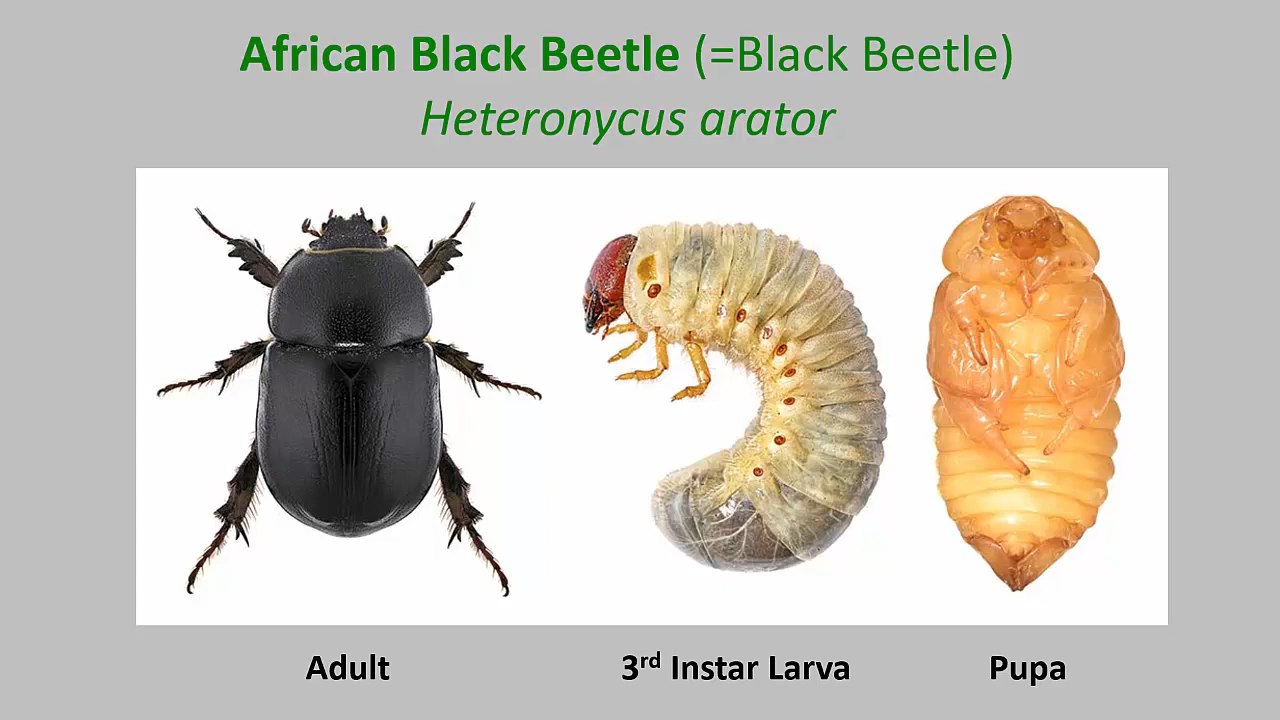 African Black Beetle (=Black Beetle)
Heteronycus arator
Adult 3rd Instar Larva Pupa